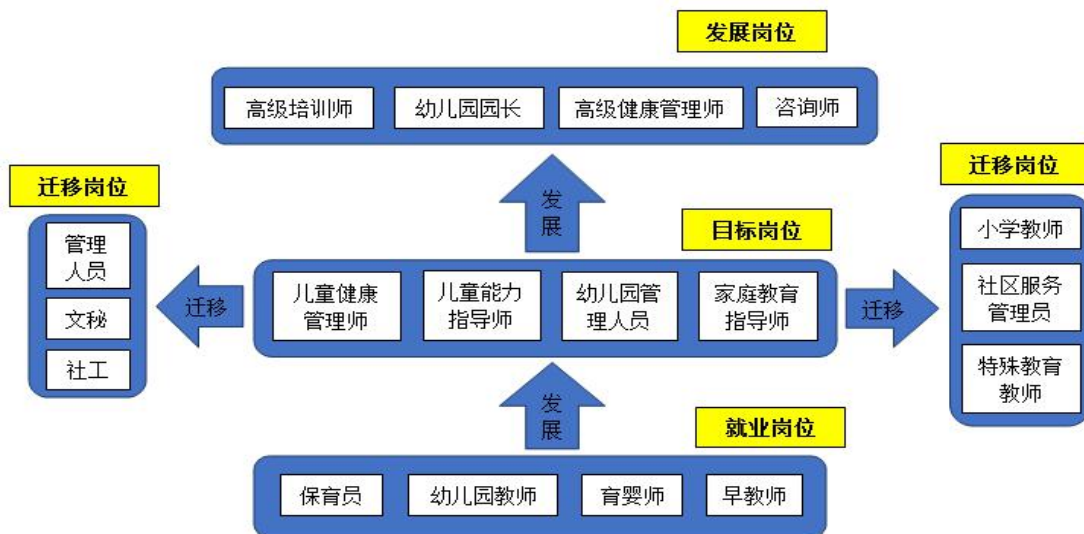 发展岗位
高级培训师
幼儿园园长
高级健康管理师
咨询师
发
展
迁移岗位
管理
人员
文秘
社工
迁移
目标岗位
儿童健康
管理师
儿童能力
指导师
幼儿园管
理人员
家庭教育
指导师
迁移
迁移岗位
小学教师
社区服务
管理员
特殊教育
教师
发
展
就业岗位
保育员
幼儿园教师
育婴师
早教师